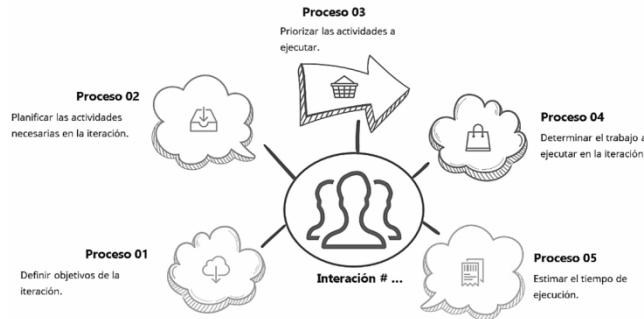 Proceso 03
Priorizar las actividades a
ejecutar.
Proceso 02
Planificar las actividades
necesarias en la iteración.
Proceso 04
Determinar el trabajo a
ejecutar en la iteración
Proceso 01
Definir objetivos de la
iteración.
Interación # ...
Proceso 05
Estimar el tiempo de
ejecución.